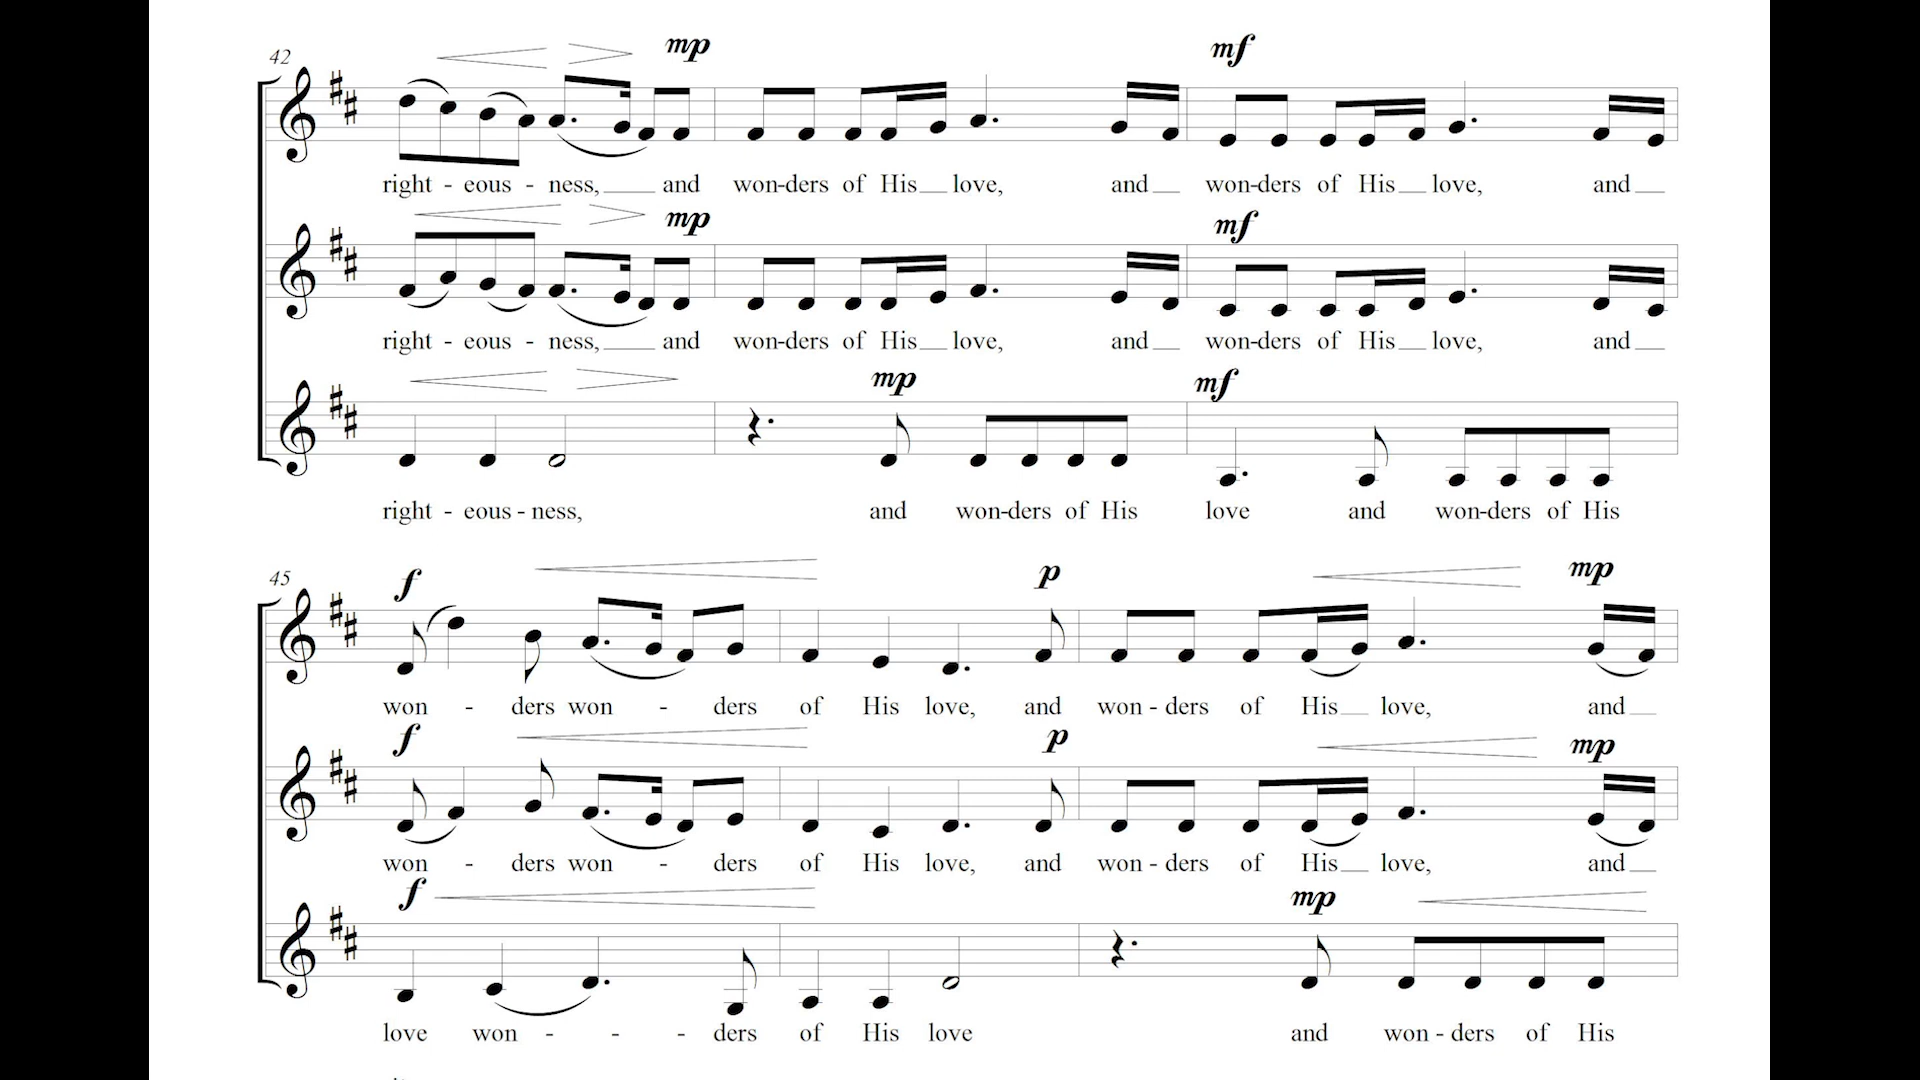 42
mp mf
right - eous - ness, and won-ders of His love, and won-ders of His love, and
mp mf
right - eous - ness, and won-ders of His love, and won-ders of His love, and
mp mf
right - eous - ness, and won-ders of His love and won-ders of His
45
f p mp
won - ders won - ders of His love, and won - ders of His love, and
f p mp
won - ders won - ders of His love, and won - ders of His love, and
f mp
love won - - - ders of His love and won - ders of His